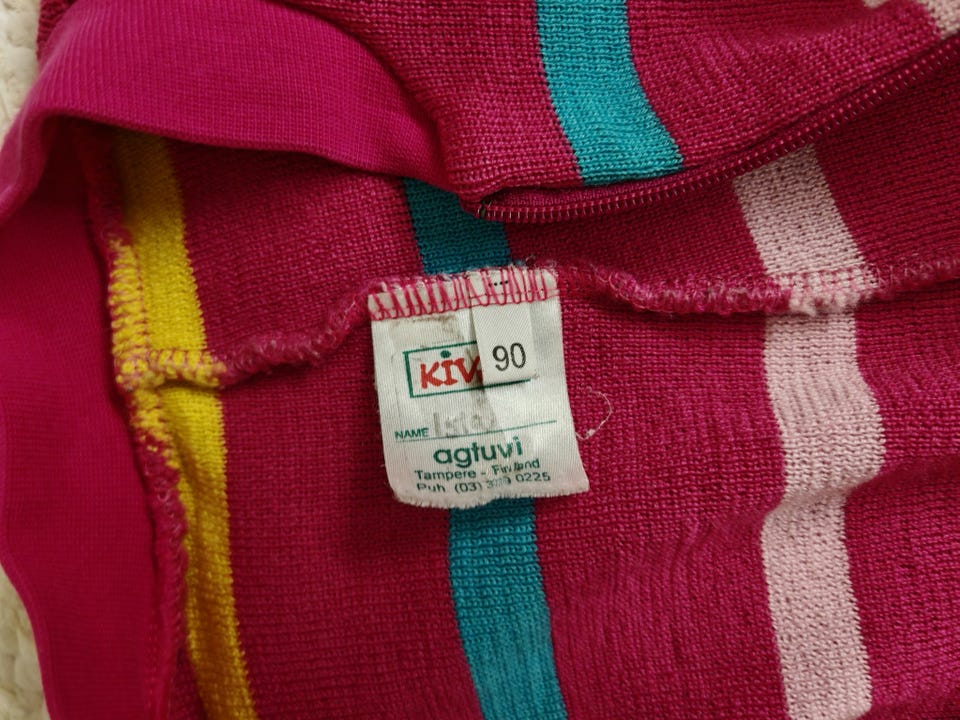 KIV
90
NAME
agtuvi
Tampere - Finland
Puh. (03) 0225